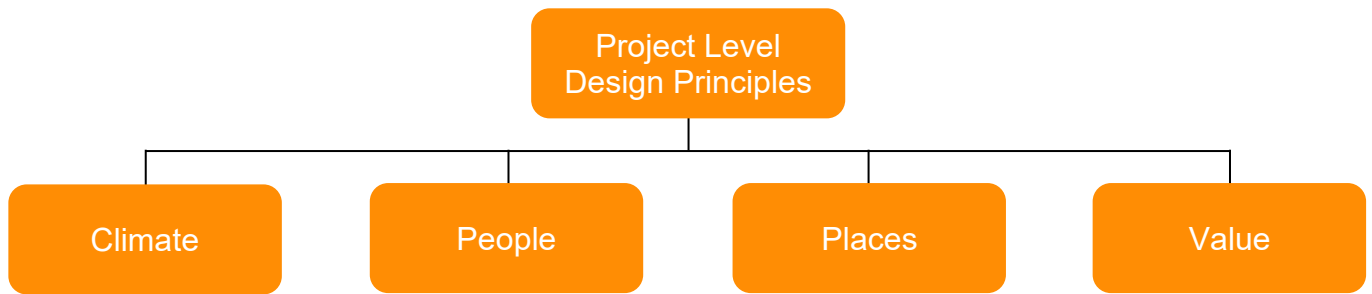 Project Level
Design Principles
Climate
People
Places
Value